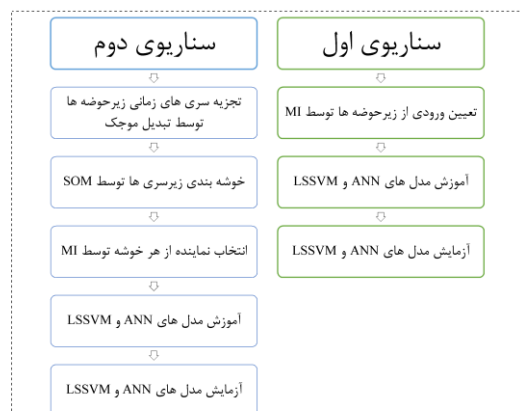 سناریوی اول
تعیین ورودی از زیرحوضه ها توسط MI
آموزش مدل های ANN و LSSVM
آزمایش مدل های ANN و LSSVM
سناریوی دوم
تجزیه سری های زمانی زیرحوضه ها
توسط تبدیل موجک
خوشه بندی زیرسری ها توسط SOM
انتخاب نماینده از هر خوشه توسط MI
آموزش مدل های ANN و LSSVM
آزمایش مدل های ANN و LSSVM